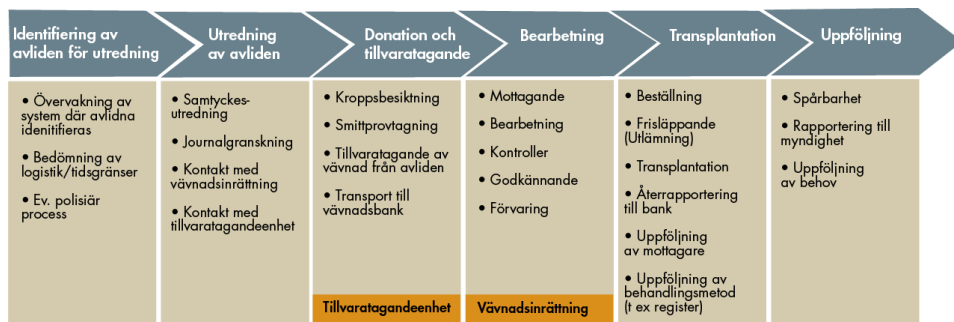 Identifiering av
avliden för utredning
Utredning
av avliden
Donation och
tillvaratagande
Bearbetning
Transplantation
Uppföljning
• Övervakning av
system där avlidna
idenitifieras
• Bedömning av
logistik/tidsgränser
• Ev. polisiär
process
• Samtyckes-
utredning
• Journalgranskning
• Kontakt med
vävnadsinrättning
• Kontakt med
tillvaratagandeenhet
• Kroppsbesiktning
• Smittprovtagning
• Tillvaratagande av
vävnad från avliden
• Transport till
vävnadsbank
Tillvaratagandeenhet
• Mottagande
• Bearbetning
• Kontroller
• Godkännande
• Förvaring
Vävnadsinrättning
• Beställning
• Frisläppande
(Utlämning)
• Transplantation
• Återrapportering
till bank
• Uppföljning
av mottagare
• Uppföljning av
behandlingsmetod
(t ex register)
• Spårbarhet
• Rapportering till
myndighet
• Uppföljning
av behov